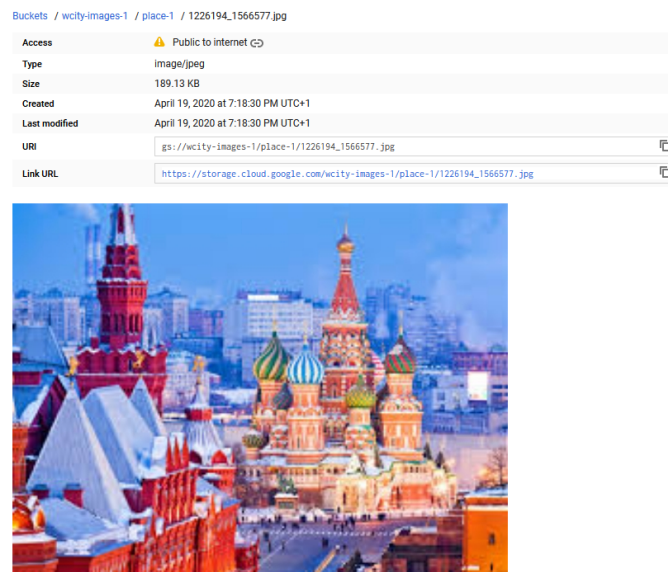 Buckets / wcity-images-1 / place-1 / 1226194_1566577.jpg
Access Public to internet
Type image/jpeg
Size 189.13 KB
Created April 19, 2020 at 7:18:30 PM UTC+1
Last modified April 19, 2020 at 7:18:30 PM UTC+1
URI gs://wcity-images-1/place-1/1226194_1566577.jpg
Link URL https://storage.cloud.google.com/wcity-images-1/place-1/1226194_1566577.jpg